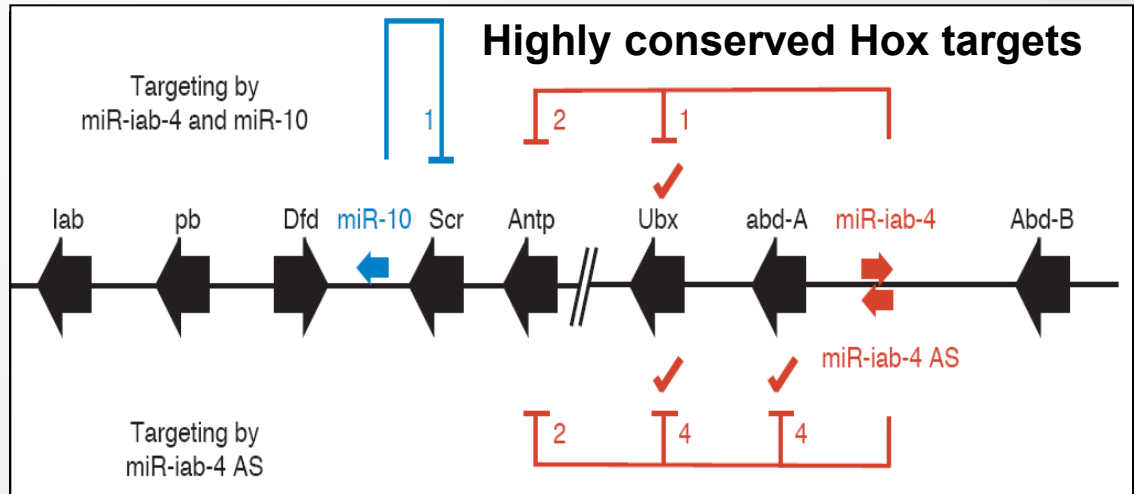 Highly conserved Hox targets
Targeting by
miR-iab-4 and miR-10
1
2
1
lab
pb
Dfd
miR-10
Scr
Antp
Ubx
abd-A
miR-iab-4
Abd-B
miR-iab-4 AS
Targeting by
miR-iab-4 AS
2
4
4